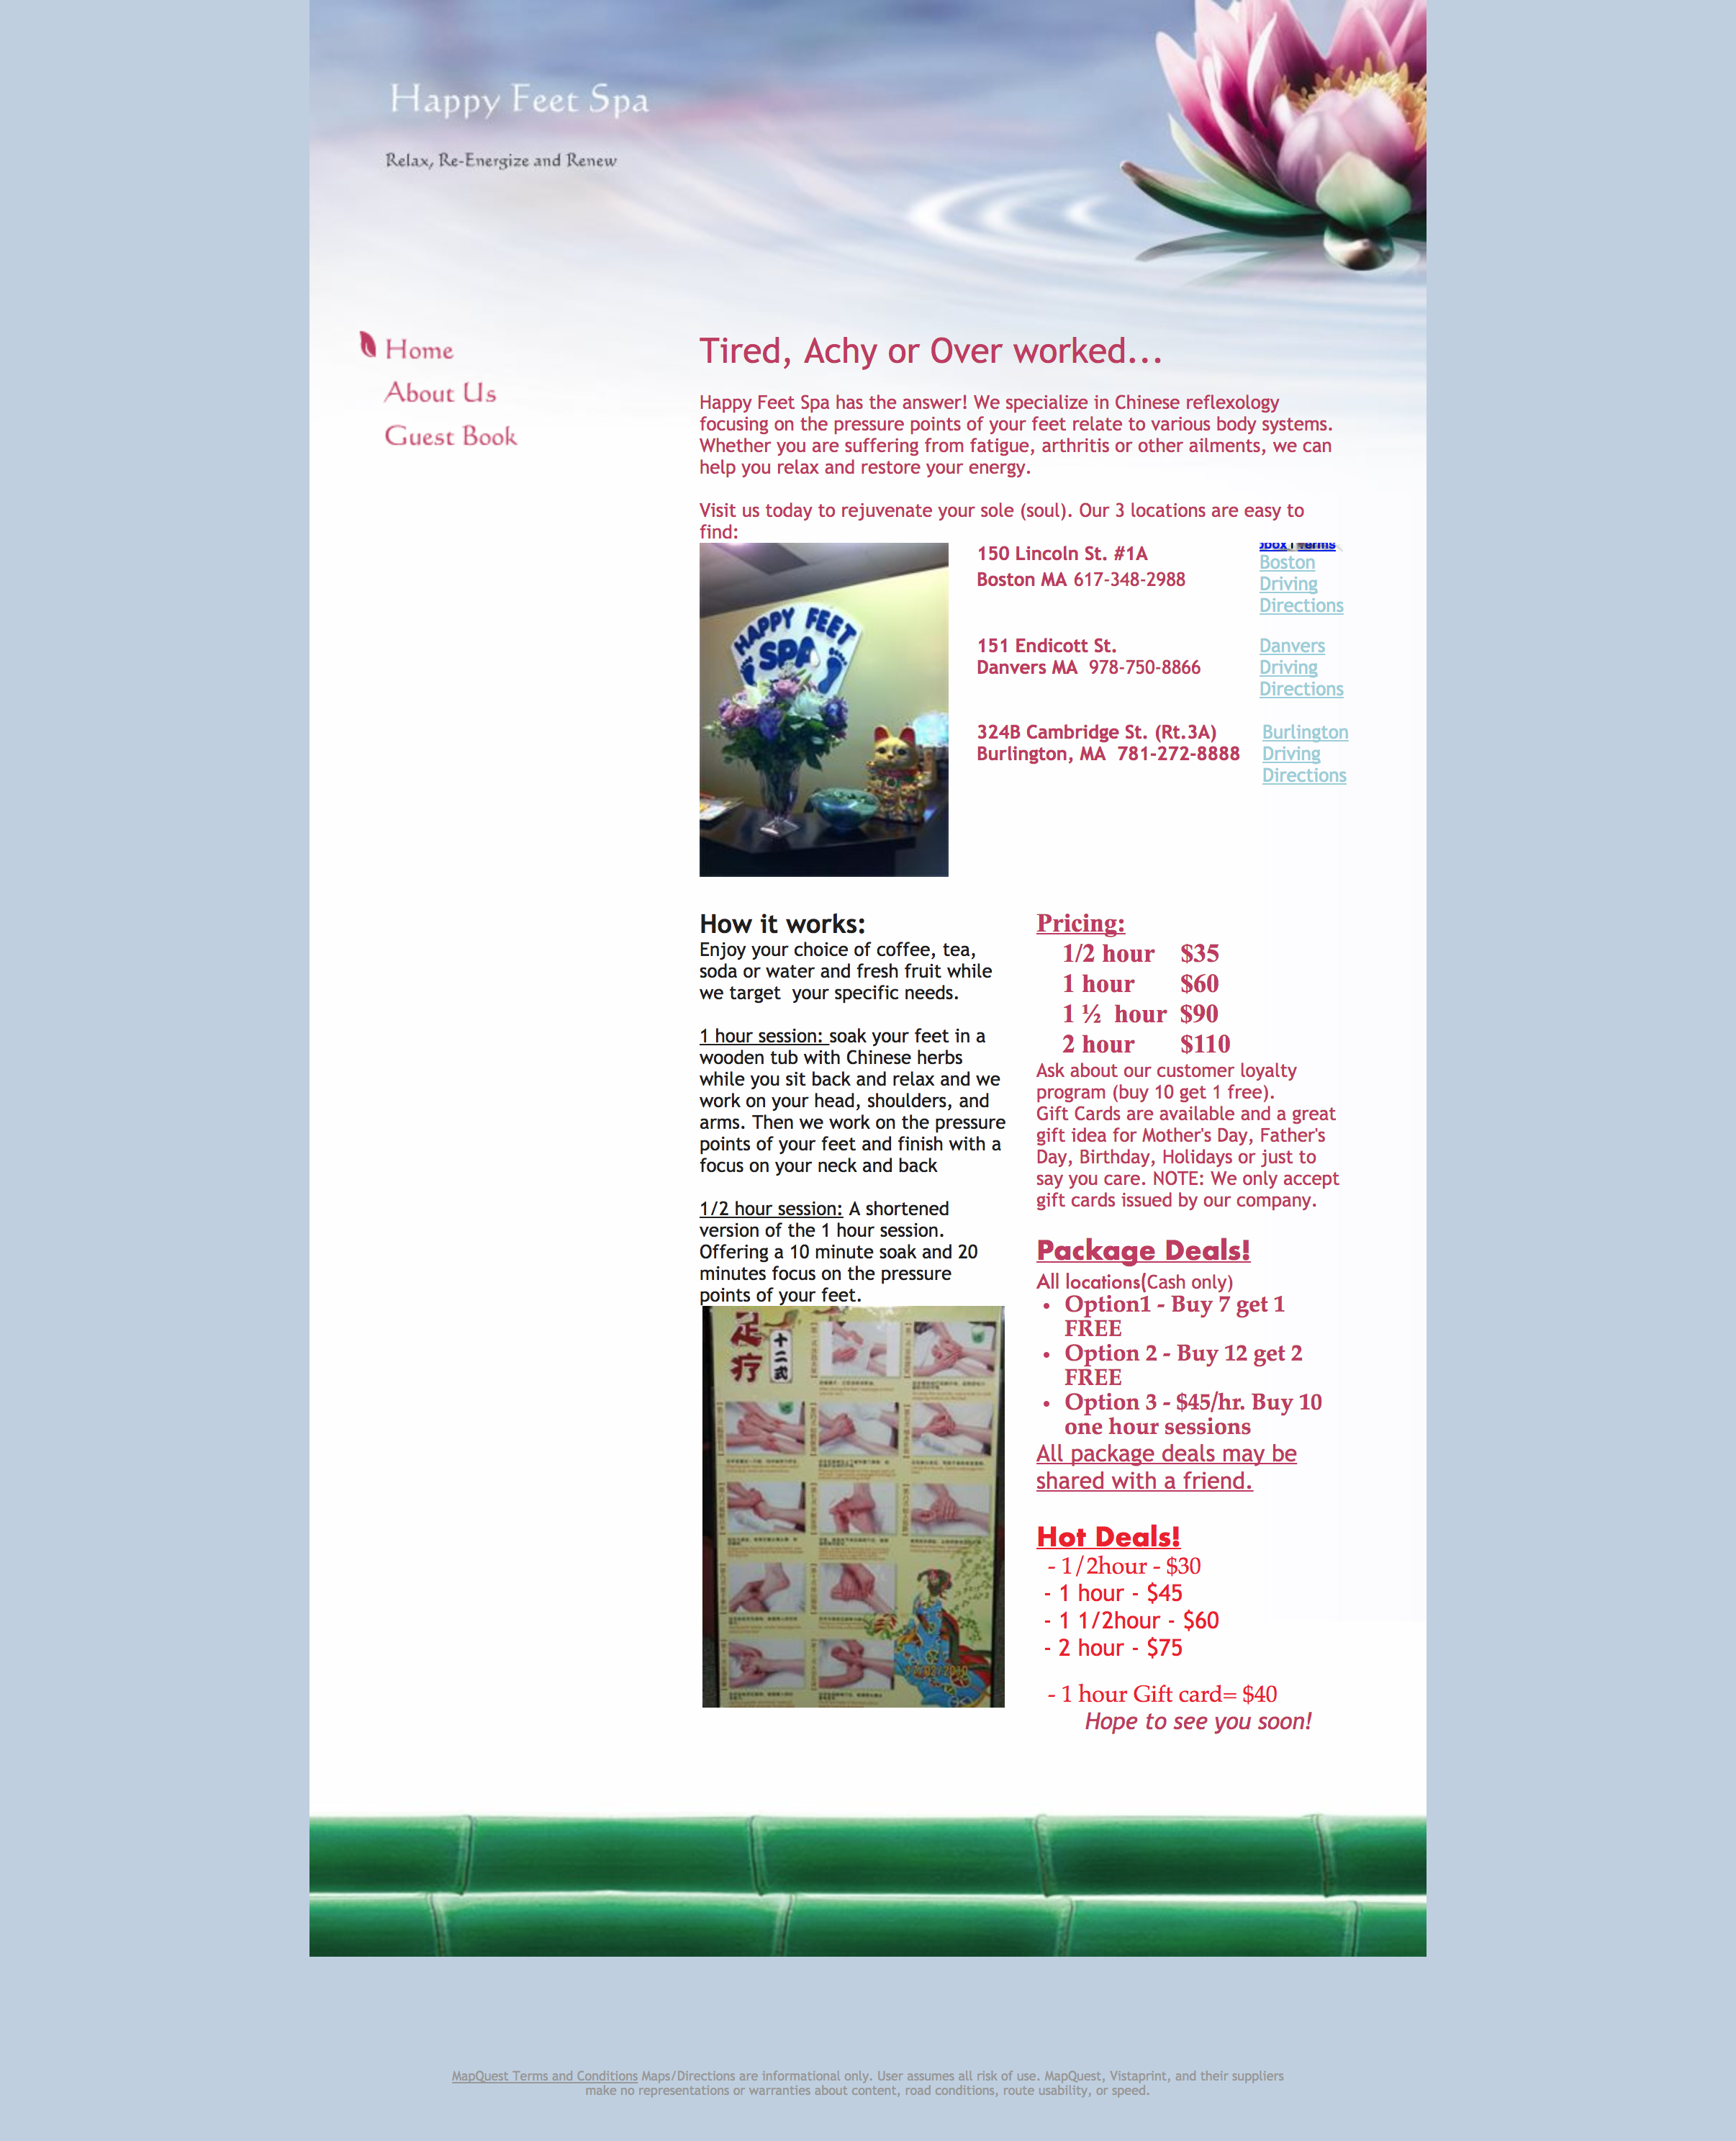 Happy Feet Spa
Relax, Re-Energize and Renew
Home
About Us
Guest Book
Tired, Achy or Over worked...
Happy Feet Spa has the answer! We specialize in Chinese reflexology
focusing on the pressure points of your feet relate to various body systems.
Whether you are suffering from fatigue, arthritis or other ailments, we can
help you relax and restore your energy.
Visit us today to rejuvenate your sole (soul). Our 3 locations are easy to
find:
HAPPY FEET
SPA
150 Lincoln St. #1A
Boston MA 617-348-2988
Boston
Driving
Directions
151 Endicott St.
Danvers MA  978-750-8866
Danvers
Driving
Directions
324B Cambridge St. (Rt.3A)
Burlington, MA  781-272-8888
Burlington
Driving
Directions
How it works:
Enjoy your choice of coffee, tea,
soda or water and fresh fruit while
we target  your specific needs.
1 hour session: soak your feet in a
wooden tub with Chinese herbs
while you sit back and relax and we
work on your head, shoulders, and
arms. Then we work on the pressure
points of your feet and finish with a
focus on your neck and back
1/2 hour session: A shortened
version of the 1 hour session.
Offering a 10 minute soak and 20
minutes focus on the pressure
points of your feet.
足疗
十二式
Pricing:
1/2 hour $35
1 hour $60
1 ½  hour $90
2 hour $110
Ask about our customer loyalty
program (buy 10 get 1 free).
Gift Cards are available and a great
gift idea for Mother's Day, Father's
Day, Birthday, Holidays or just to
say you care. NOTE: We only accept
gift cards issued by our company.
Package Deals!
All locations(Cash only)
• Option1 - Buy 7 get 1
FREE
• Option 2 - Buy 12 get 2
FREE
• Option 3 - $45/hr. Buy 10
one hour sessions
All package deals may be
shared with a friend.
Hot Deals!
- 1/2hour - $30
- 1 hour - $45
- 1 1/2hour - $60
- 2 hour - $75
- 1 hour Gift card= $40
Hope to see you soon!
MapQuest Terms and Conditions Maps/Directions are informational only. User assumes all risk of use. MapQuest, Vistaprint, and their suppliers
make no representations or warranties about content, road conditions, route usability, or speed.